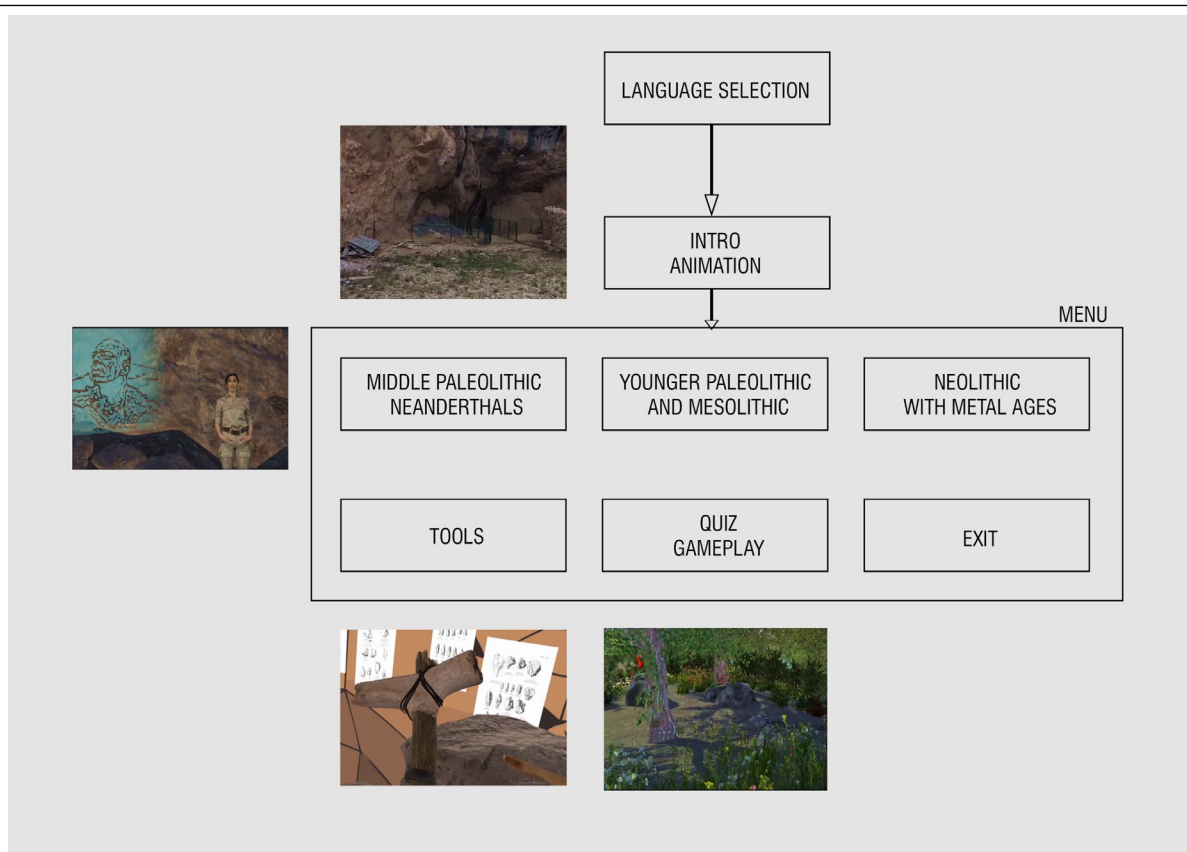 LANGUAGE SELECTION
INTRO
ANIMATION
MENU
MIDDLE PALEOLITHIC
NEANDERTHALS
YOUNGER PALEOLITHIC
AND MESOLITHIC
NEOLITHIC
WITH METAL AGES
TOOLS
QUIZ
GAMEPLAY
EXIT